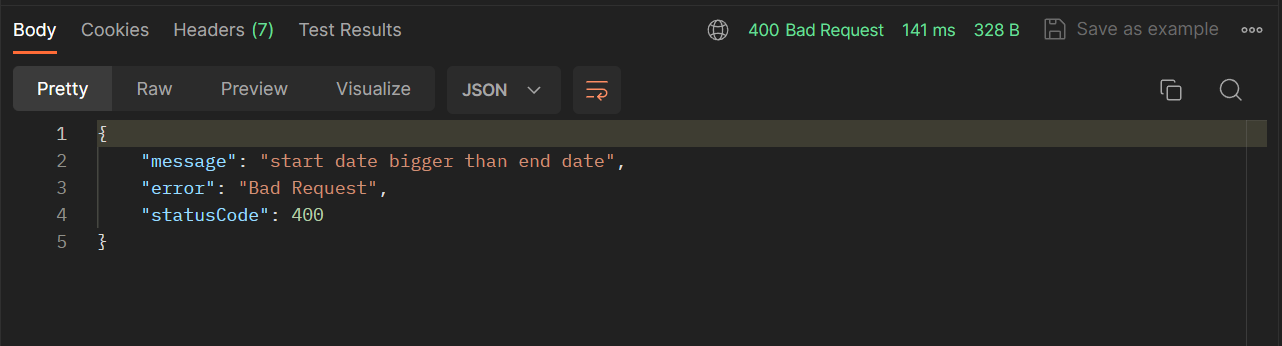 Body Cookies Headers (7) Test Results 400 Bad Request 141 ms 328 B Save as example
Pretty Raw Preview Visualize JSON
1 {
2 "message": "start date bigger than end date",
3 "error": "Bad Request",
4 "statusCode": 400
5 }